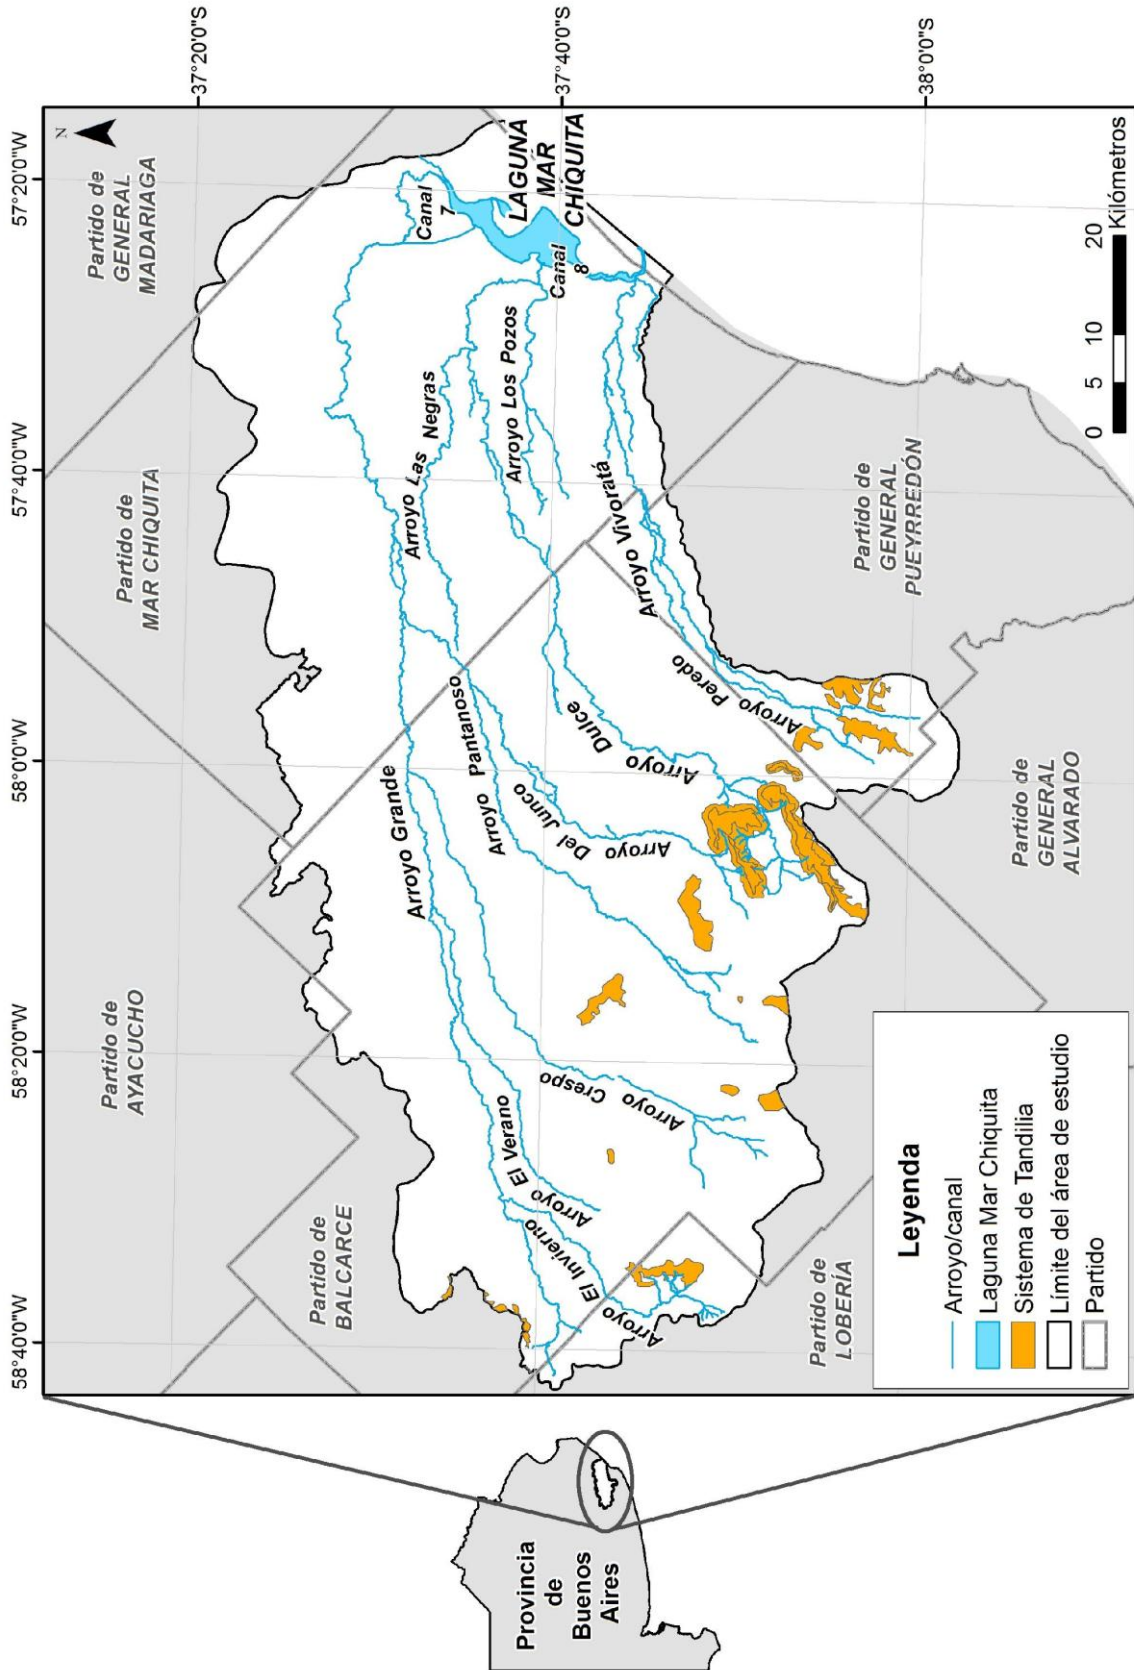 58°40'0"W
58°20'0"W
58°0'0"W
57°40'0"W
57°20'0"W
37°20'0"S
37°40'0"S
38°0'0"S
N
Partido de
AYACUCHO
Partido de
MAR CHIQUITA
Partido de
GENERAL
MADARIAGA
Partido de
BALCARCE
Partido de
LOBERÍA
Partido de
GENERAL
ALVARADO
Partido de
GENERAL
PUEYRREDÓN
Provincia
de
Buenos
Aires
Arroyo Grande
Arroyo El Verano
Arroyo El Invierno
Arroyo Crespo
Arroyo Pantanoso
Arroyo Del Junco
Arroyo Dulce
Arroyo Las Negras
Arroyo Los Pozos
Arroyo Vivoratá
Arroyo Peredo
Canal
7
Canal
8
LAGUNA
MAR
CHIQUITA
Leyenda
Arroyo/canal
Laguna Mar Chiquita
Sistema de Tandilia
Límite del área de estudio
Partido
0 5 10 20
Kilómetros